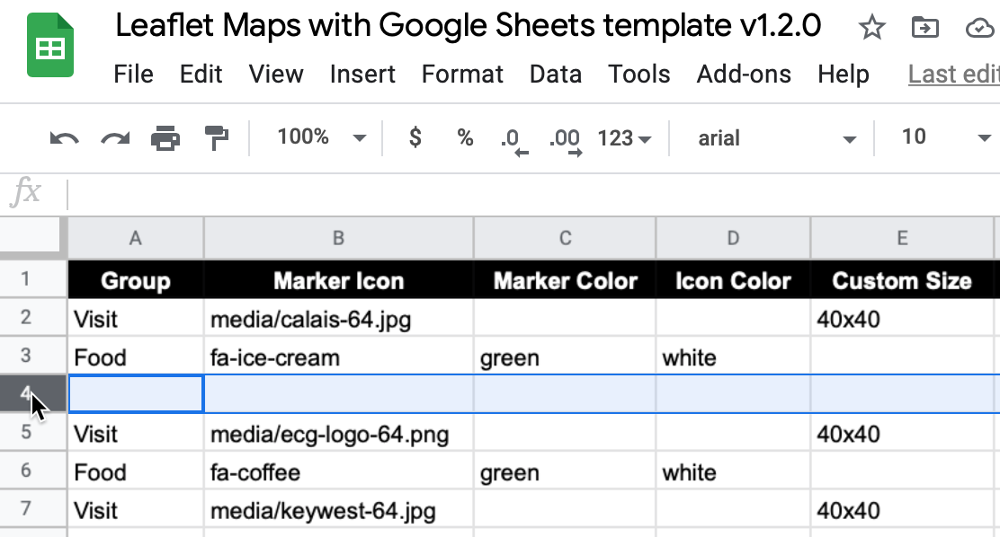 Leaflet Maps with Google Sheets template v1.2.0
File Edit View Insert Format Data Tools Add-ons Help Last edit
100% $ % .0 .00 123 arial 10
fx
A B C D E
1 Group Marker Icon Marker Color Icon Color Custom Size
2 Visit media/calais-64.jpg 40x40
3 Food fa-ice-cream green white
4
5 Visit media/ecg-logo-64.png 40x40
6 Food fa-coffee green white
7 Visit media/keywest-64.jpg 40x40